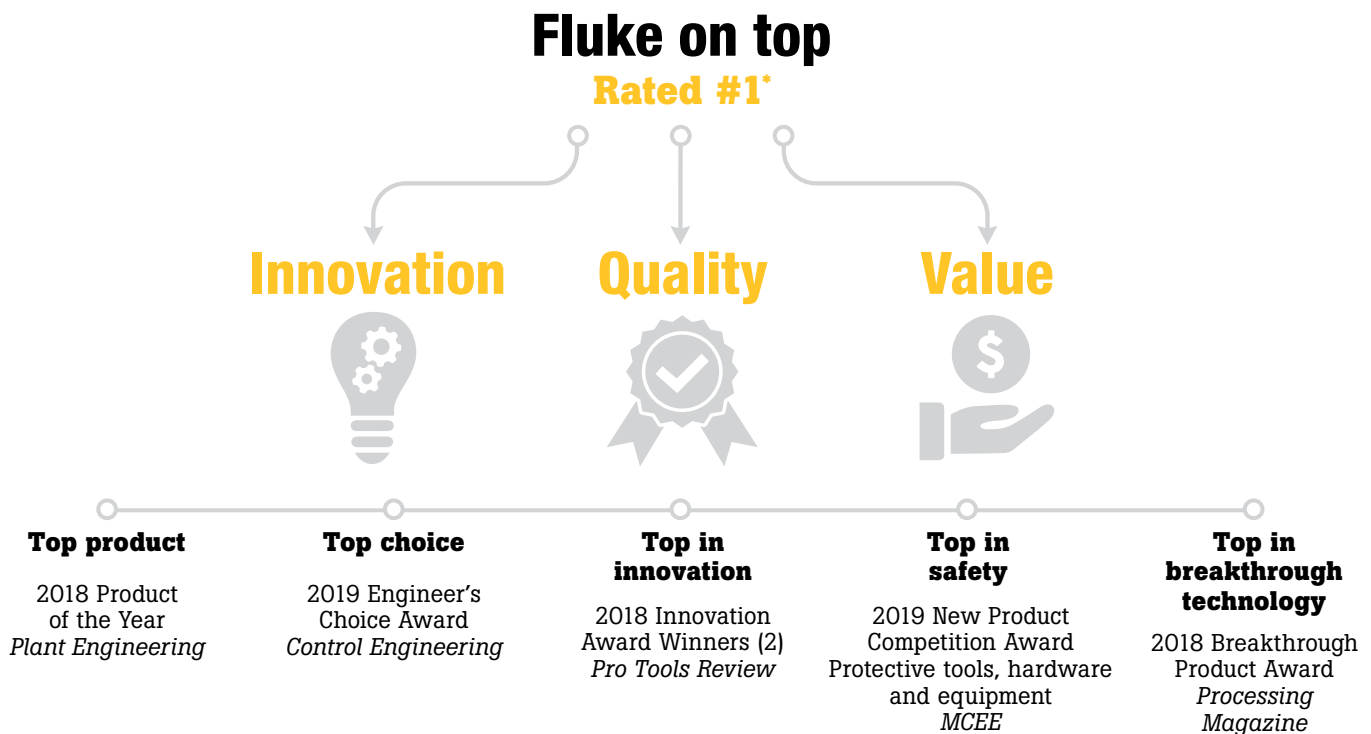 Fluke on top
Rated #1*
Innovation
Quality
Value
$
Top product
2018 Product
of the Year
Plant Engineering
Top choice
2019 Engineer’s
Choice Award
Control Engineering
Top in
innovation
2018 Innovation
Award Winners (2)
Pro Tools Review
Top in
safety
2019 New Product
Competition Award
Protective tools, hardware
and equipment
MCEE
Top in
breakthrough
technology
2018 Breakthrough
Product Award
Processing
Magazine